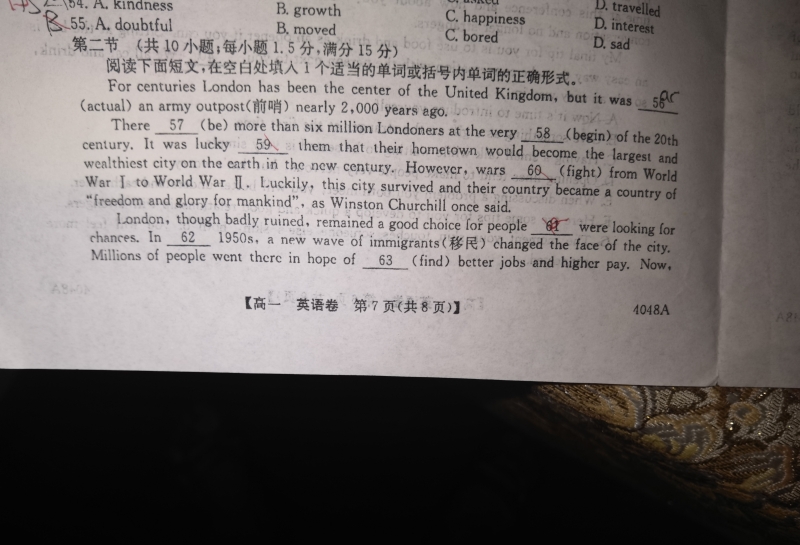 54. A. kindness B. growth C. happiness D. travelled
55. A. doubtful B. moved C. bored D. interest
D. sad
第二节 (共10小题;每小题1.5分,满分15分)
阅读下面短文,在空白处填入1个适当的单词或括号内单词的正确形式。
For centuries London has been the center of the United Kingdom, but it was 56
(actual) an army outpost(前哨) nearly 2,000 years ago.
There 57 (be) more than six million Londoners at the very 58 (begin) of the 20th
century. It was lucky 59 them that their hometown would become the largest and
wealthiest city on the earth in the new century. However, wars 60 (fight) from World
War Ⅰ to World War Ⅱ. Luckily, this city survived and their country became a country of
“freedom and glory for mankind”, as Winston Churchill once said.
London, though badly ruined, remained a good choice for people 61 were looking for
chances. In 62 1950s, a new wave of immigrants(移民) changed the face of the city.
Millions of people went there in hope of 63 (find) better jobs and higher pay. Now,
【高一 英语卷 第7页(共8页)】 4048A